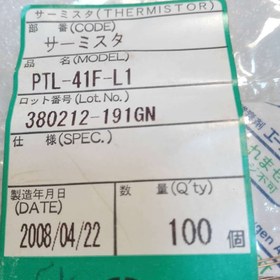 サーミスタ(THERMISTOR)
部 番(CODE)
サーミスタ
品 名(MODEL)
PTL-41F-L1
ロット番号(Lot.No.)
380212-191GN
仕 様(SPEC.)
製造年月日
(DATE)
2008/04/22
数 量(Q'ty)
100 個